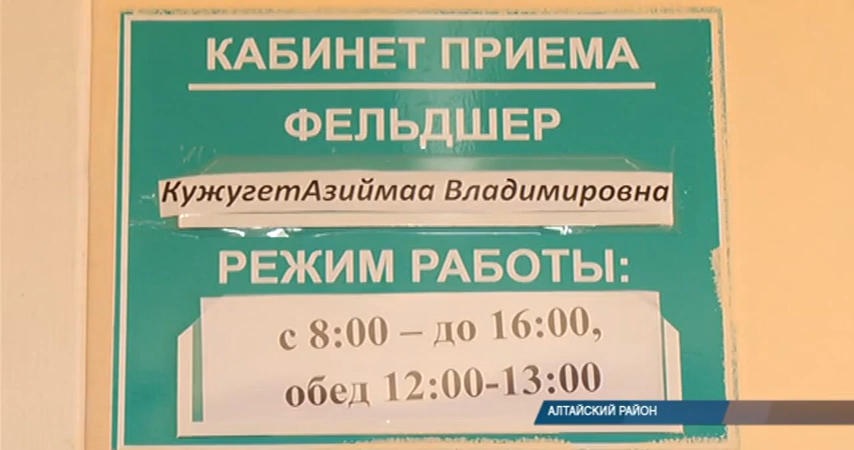 КАБИНЕТ ПРИЕМА
ФЕЛЬДШЕР
КужугетАзиймаа Владимировна
РЕЖИМ РАБОТЫ:
с 8:00 – до 16:00,
обед 12:00-13:00
АЛТАЙСКИЙ РАЙОН